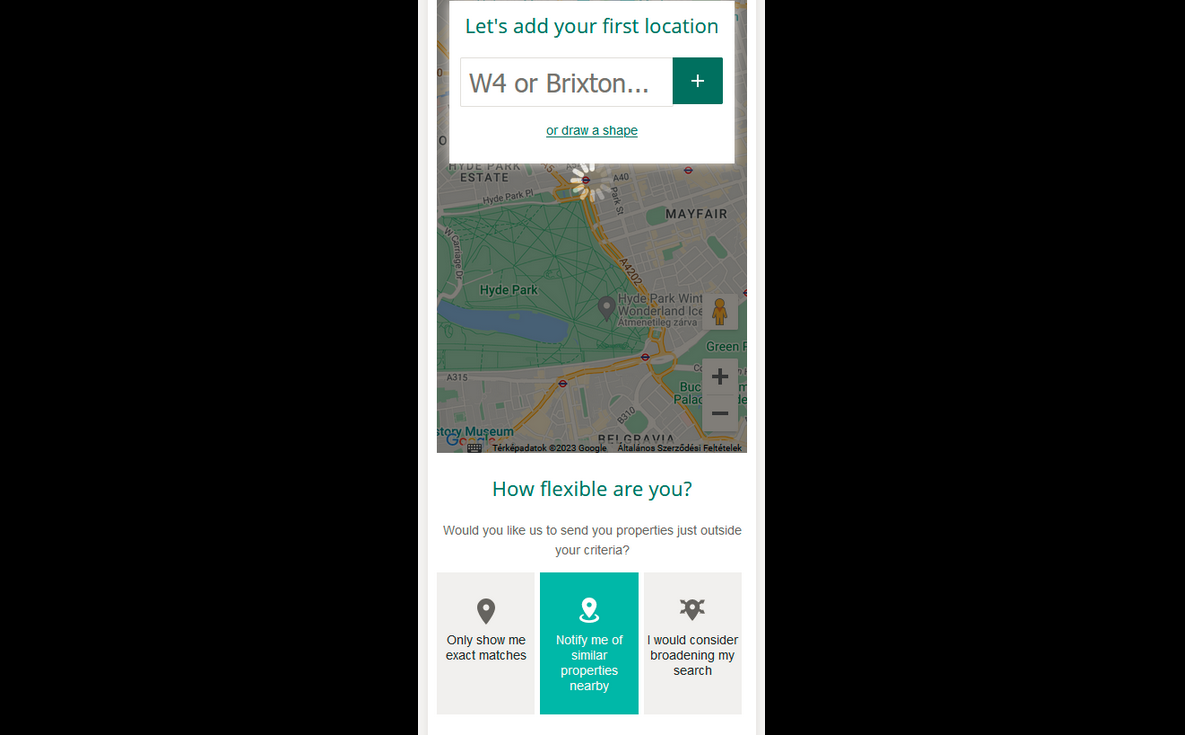 Let's add your first location
W4 or Brixton...
+
or draw a shape
HYDE PARK
ESTATE
A40
Hyde Park Pl
Park St
MAYFAIR
W Carriage Dr
A4202
Hyde Park
Hyde Park Wint
Wonderland Ice
Átmenetileg zárva
Green P
A315
Buc
Palac
B310
story Museum
BELGRAVIA
Google
Térképadatok ©2023 Google
Általános Szerződési Feltételek
How flexible are you?
Would you like us to send you properties just outside
your criteria?
Only show me
exact matches
Notify me of
similar
properties
nearby
I would consider
broadening my
search